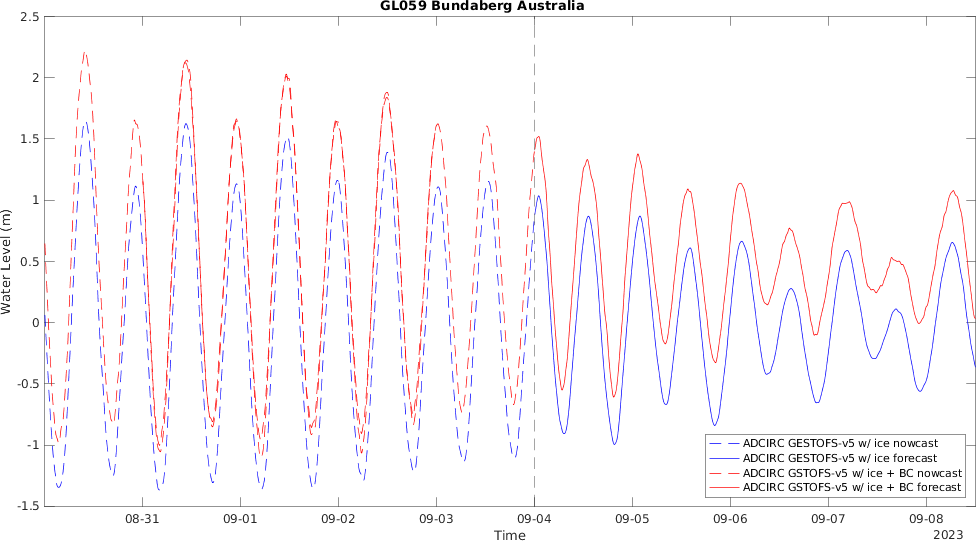 GL059 Bundaberg Australia
2.5
2
1.5
1
0.5
0
-0.5
-1
-1.5
Water Level (m)
08-31
09-01
09-02
09-03
09-04
09-05
09-06
09-07
09-08
Time
2023
ADCIRC GESTOFS-v5 w/ ice nowcast
ADCIRC GESTOFS-v5 w/ ice forecast
ADCIRC GSTOFS-v5 w/ ice + BC nowcast
ADCIRC GSTOFS-v5 w/ ice + BC forecast